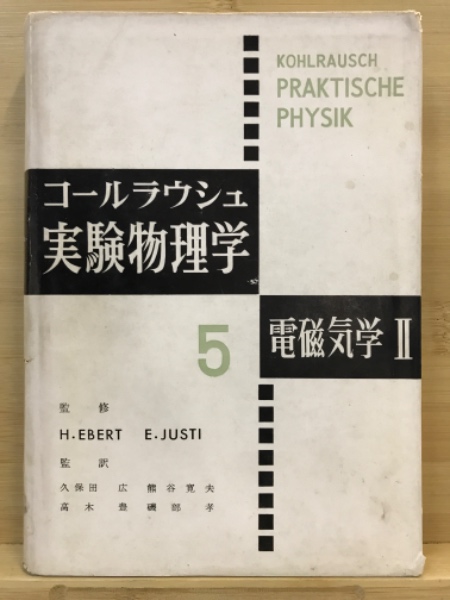 KOHLRAUSCH
PRAKTISCHE
PHYSIK
コールラウシュ
実験物理学
5
電磁気学 II
監修
H・EBERT E・JUSTI
監訳
久保田 広 熊谷寛夫
高木 豊 磯部 孝